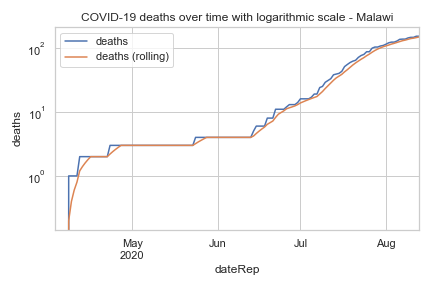 COVID-19 deaths over time with logarithmic scale - Malawi
deaths
deaths (rolling)
10²
10¹
10⁰
deaths
May
2020
Jun
Jul
Aug
dateRep